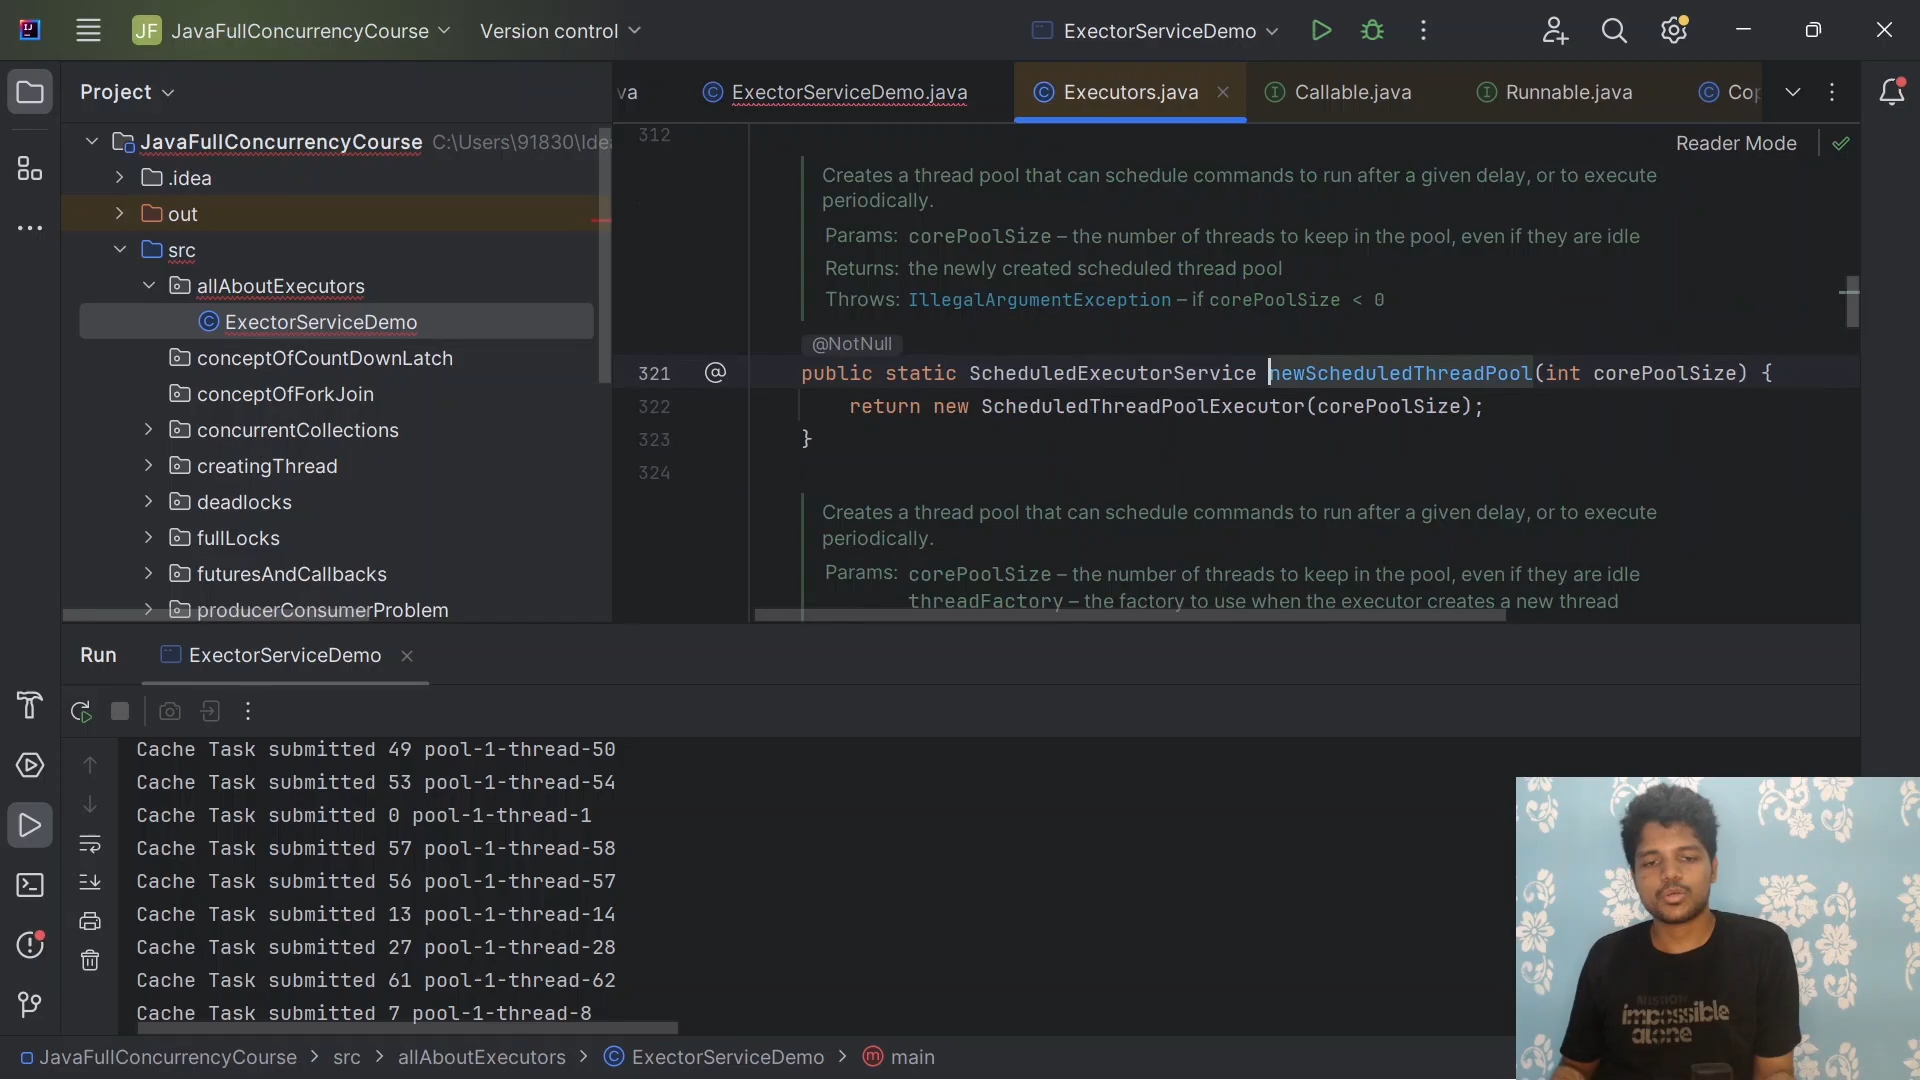 JF JavaFullConcurrencyCourse Version control ExectorServiceDemo
Project
JavaFullConcurrencyCourse C:\Users\91830\Ide
.idea
out
src
allAboutExecutors
ExectorServiceDemo
conceptOfCountDownLatch
conceptOfForkJoin
concurrentCollections
creatingThread
deadlocks
fullLocks
futuresAndCallbacks
producerConsumerProblem
va ExectorServiceDemo.java Executors.java Callable.java Runnable.java Cop
312
Reader Mode
Creates a thread pool that can schedule commands to run after a given delay, or to execute
periodically.
Params: corePoolSize – the number of threads to keep in the pool, even if they are idle
Returns: the newly created scheduled thread pool
Throws: IllegalArgumentException – if corePoolSize < 0
@NotNull
321 @ public static ScheduledExecutorService newScheduledThreadPool(int corePoolSize) {
322 return new ScheduledThreadPoolExecutor(corePoolSize);
323 }
324
Creates a thread pool that can schedule commands to run after a given delay, or to execute
periodically.
Params: corePoolSize – the number of threads to keep in the pool, even if they are idle
threadFactory – the factory to use when the executor creates a new thread
Run ExectorServiceDemo
Cache Task submitted 49 pool-1-thread-50
Cache Task submitted 53 pool-1-thread-54
Cache Task submitted 0 pool-1-thread-1
Cache Task submitted 57 pool-1-thread-58
Cache Task submitted 56 pool-1-thread-57
Cache Task submitted 13 pool-1-thread-14
Cache Task submitted 27 pool-1-thread-28
Cache Task submitted 61 pool-1-thread-62
Cache Task submitted 7 pool-1-thread-8
MISSION
impossible
alone
JavaFullConcurrencyCourse > src > allAboutExecutors > ExectorServiceDemo > main